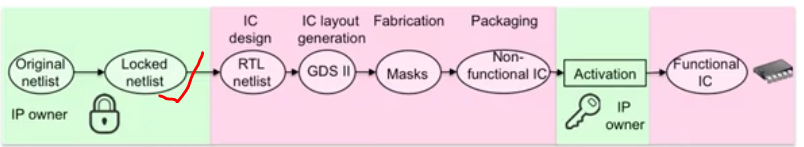 IC
design
IC layout
generation
Fabrication
Packaging
Original
netlist
Locked
netlist
RTL
netlist
GDS II
Masks
Non-
functional IC
Activation
Functional
IC
IP owner
IP
owner